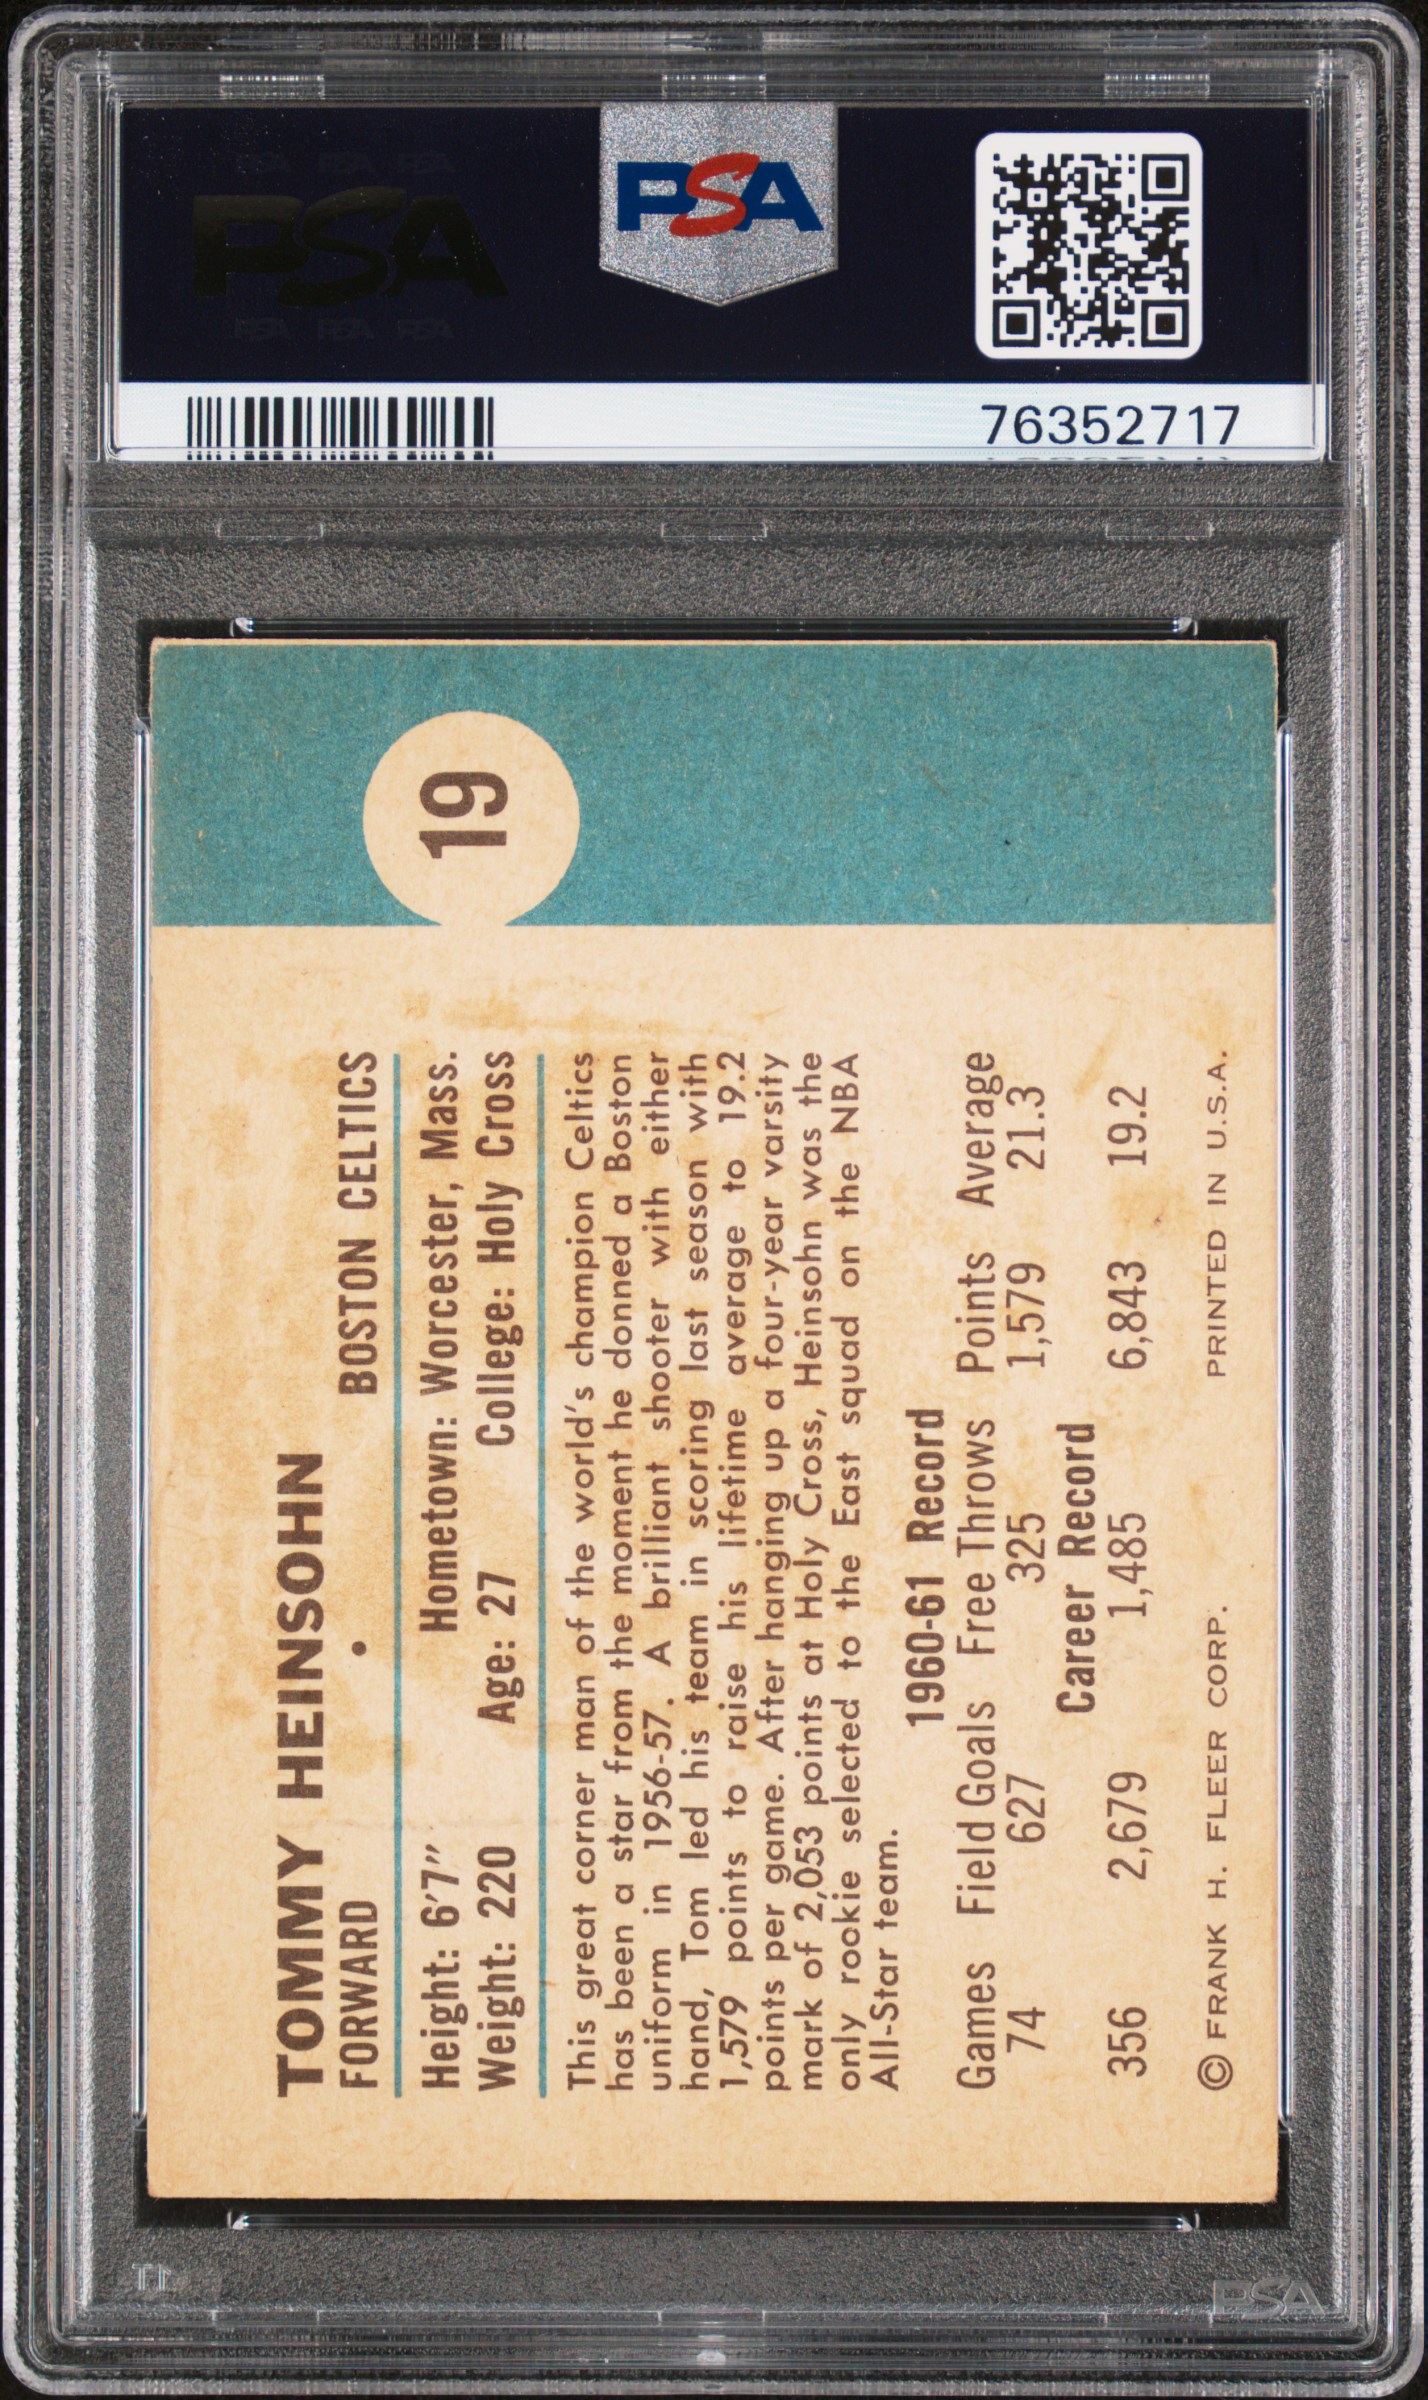 PSA
PSA
76352717
19
TOMMY HEINSOHN
FORWARD • BOSTON CELTICS
Height: 6'7" Hometown: Worcester, Mass.
Weight: 220 Age: 27 College: Holy Cross
This great corner man of the world's champion Celtics
has been a star from the moment he donned a Boston
uniform in 1956-57. A brilliant shooter with either
hand, Tom led his team in scoring last season with
1,579 points to raise his lifetime average to 19.2
points per game. After hanging up a four-year varsity
mark of 2,053 points at Holy Cross, Heinsohn was the
only rookie selected to the East squad on the NBA
All-Star team.
1960-61 Record
Games Field Goals Free Throws Points Average
74 627 325 1,579 21.3
Career Record
356 2,679 1,485 6,843 19.2
© FRANK H. FLEER CORP. PRINTED IN U.S.A.
PSA